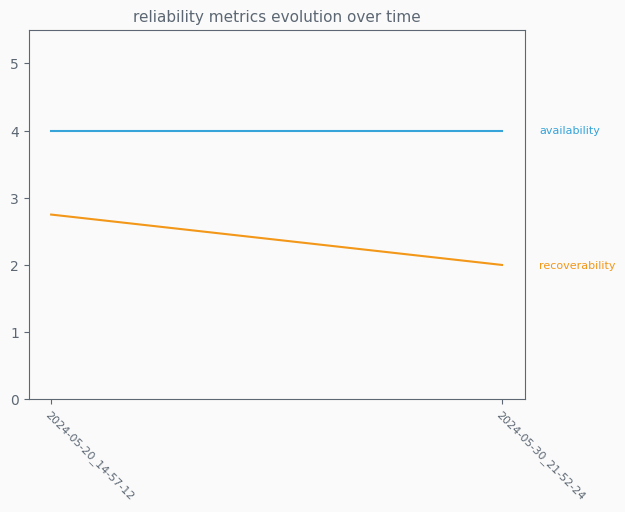 reliability metrics evolution over time
5
4
3
2
1
0
availability
recoverability
2024-05-20_14-57-12
2024-05-30_21-52-24